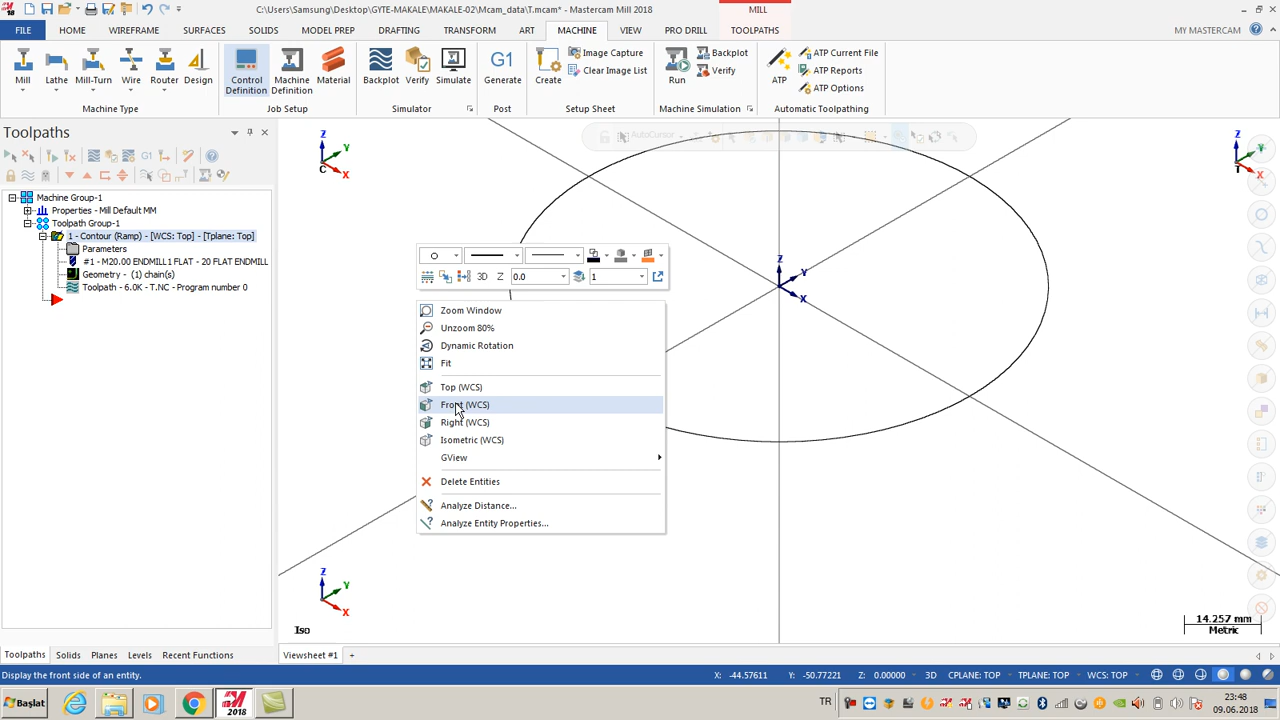 C:\Users\Samsung\Desktop\GYTE-MAKALE\MAKALE-02\Mcam_data\T.mcam* - Mastercam Mill 2018
MILL
FILE HOME WIREFRAME SURFACES SOLIDS MODEL PREP DRAFTING TRANSFORM ART MACHINE VIEW PRO DRILL TOOLPATHS MY MASTERCAM
Mill Lathe Mill-Turn Wire Router Design
Machine Type
Control Definition
Machine Definition
Material
Job Setup
Backplot Verify Simulate
Simulator
G1
Generate
Post
Create
Image Capture
Clear Image List
Setup Sheet
Run
Backplot
Verify
Machine Simulation
ATP
ATP Current File
ATP Reports
ATP Options
Automatic Toolpathing
Toolpaths
G1
Machine Group-1
Properties - Mill Default MM
Toolpath Group-1
1 - Contour (Ramp) - [WCS: Top] - [Tplane: Top]
Parameters
#1 - M20.00 ENDMILL1 FLAT - 20 FLAT ENDMILL
Geometry - (1) chain(s)
Toolpath - 6.0K - T.NC - Program number 0
AutoCursor
Z
Y
X
C
Z
Y
X
T
3D Z 0.0 1
Zoom Window
Unzoom 80%
Dynamic Rotation
Fit
Top (WCS)
Front (WCS)
Right (WCS)
Isometric (WCS)
GView
Delete Entities
Analyze Distance...
Analyze Entity Properties...
Z
Y
X
Z
Y
X
Iso
14.257 mm
Metric
Toolpaths Solids Planes Levels Recent Functions
Viewsheet #1 +
Display the front side of an entity.
X: -44.57611 Y: -50.77221 Z: 0.00000 3D CPLANE: TOP TPLANE: TOP WCS: TOP
Başlat
2018
TR
23:48
09.06.2018